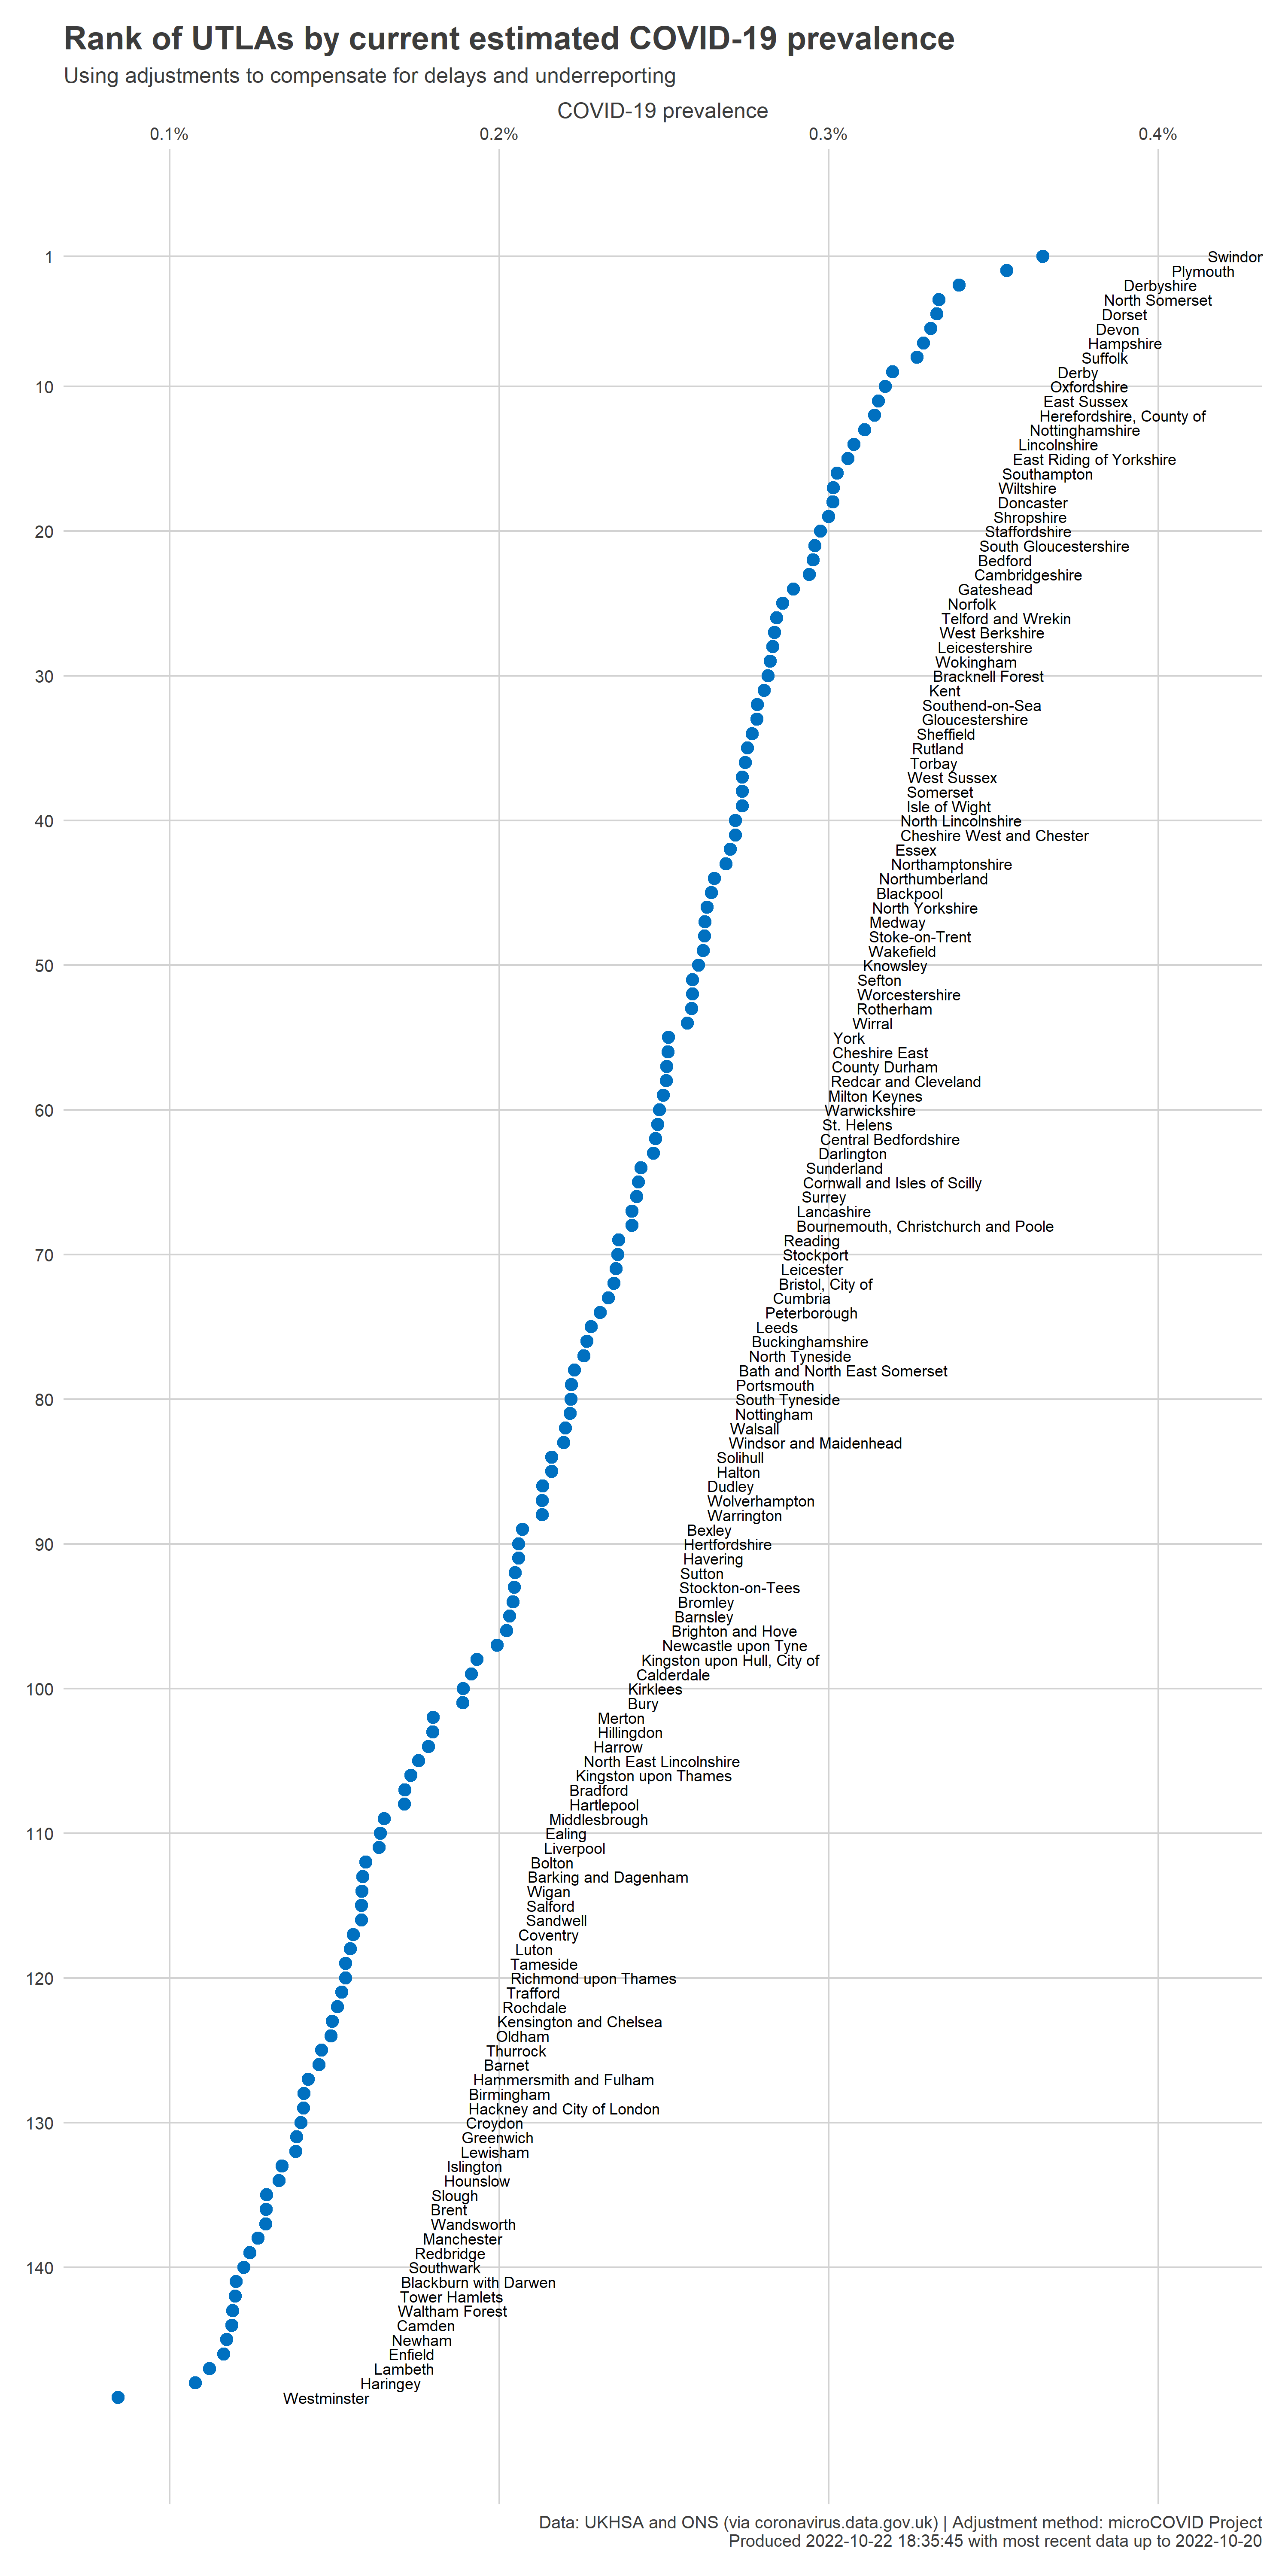 Rank of UTLAs by current estimated COVID-19 prevalence
Using adjustments to compensate for delays and underreporting
COVID-19 prevalence
0.1% 0.2% 0.3% 0.4%
1 Swindor
Plymouth
Derbyshire
North Somerset
Dorset
Devon
Hampshire
Suffolk
Derby
10 Oxfordshire
East Sussex
Herefordshire, County of
Nottinghamshire
Lincolnshire
East Riding of Yorkshire
Southampton
Wiltshire
Doncaster
Shropshire
20 Staffordshire
South Gloucestershire
Bedford
Cambridgeshire
Gateshead
Norfolk
Telford and Wrekin
West Berkshire
Leicestershire
Wokingham
30 Bracknell Forest
Kent
Southend-on-Sea
Gloucestershire
Sheffield
Rutland
Torbay
West Sussex
Somerset
Isle of Wight
40 North Lincolnshire
Cheshire West and Chester
Essex
Northamptonshire
Northumberland
Blackpool
North Yorkshire
Medway
Stoke-on-Trent
Wakefield
50 Knowsley
Sefton
Worcestershire
Rotherham
Wirral
York
Cheshire East
County Durham
Redcar and Cleveland
Milton Keynes
60 Warwickshire
St. Helens
Central Bedfordshire
Darlington
Sunderland
Cornwall and Isles of Scilly
Surrey
Lancashire
Bournemouth, Christchurch and Poole
Reading
70 Stockport
Leicester
Bristol, City of
Cumbria
Peterborough
Leeds
Buckinghamshire
North Tyneside
Bath and North East Somerset
Portsmouth
80 South Tyneside
Nottingham
Walsall
Windsor and Maidenhead
Solihull
Halton
Dudley
Wolverhampton
Warrington
Bexley
90 Hertfordshire
Havering
Sutton
Stockton-on-Tees
Bromley
Barnsley
Brighton and Hove
Newcastle upon Tyne
Kingston upon Hull, City of
Calderdale
100 Kirklees
Bury
Merton
Hillingdon
Harrow
North East Lincolnshire
Kingston upon Thames
Bradford
Hartlepool
Middlesbrough
110 Ealing
Liverpool
Bolton
Barking and Dagenham
Wigan
Salford
Sandwell
Coventry
Luton
Tameside
120 Richmond upon Thames
Trafford
Rochdale
Kensington and Chelsea
Oldham
Thurrock
Barnet
Hammersmith and Fulham
Birmingham
Hackney and City of London
130 Croydon
Greenwich
Lewisham
Islington
Hounslow
Slough
Brent
Wandsworth
Manchester
Redbridge
140 Southwark
Blackburn with Darwen
Tower Hamlets
Waltham Forest
Camden
Newham
Enfield
Lambeth
Haringey
Westminster
Data: UKHSA and ONS (via coronavirus.data.gov.uk) | Adjustment method: microCOVID Project
Produced 2022-10-22 18:35:45 with most recent data up to 2022-10-20